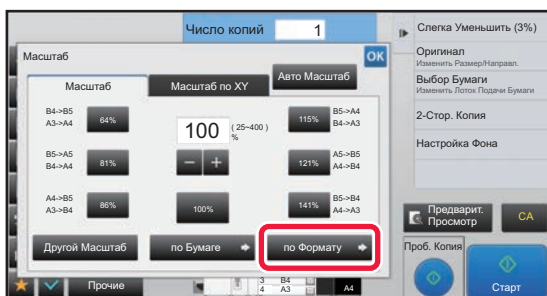 Число копий
1
Слегка Уменьшить (3%)
Масштаб
OK
Оригинал
Изменить Размер/Направл.
Масштаб
Масштаб по XY
Авто Масштаб
Выбор Бумаги
Изменить Лоток Подачи Бумаги
B4->B5
A3->A4
64%
100
(25~400)
%
115%
B5->A4
B4->A3
2-Стор. Копия
Настройка Фона
B5->A5
B4->A4
81%
121%
A5->B5
A4->B4
A4->B5
A3->B4
86%
100%
141%
B5->B4
A4->A3
Предварит.
Просмотр
CA
Другой Масштаб
по Бумаге
по Формату
Проб. Копия
Прочие
3 B4
4 A3
A4
Старт